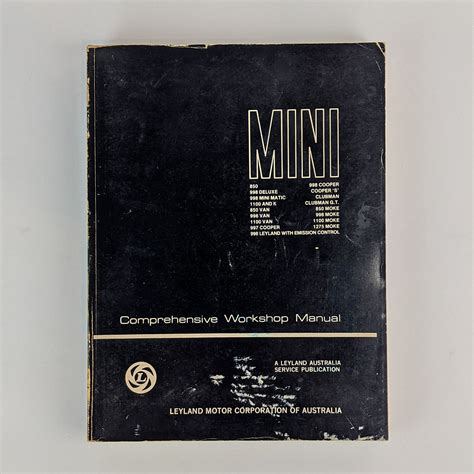 MINI
850 998 COOPER
998 DELUXE COOPER 'S'
998 MINI MATIC CLUBMAN
1100 AND K CLUBMAN G.T.
850 VAN 850 MOKE
998 VAN 998 MOKE
1100 VAN 1100 MOKE
997 COOPER 1275 MOKE
998 LEYLAND WITH EMISSION CONTROL
Comprehensive Workshop Manual
A LEYLAND AUSTRALIA
SERVICE PUBLICATION
L
LEYLAND MOTOR CORPORATION OF AUSTRALIA